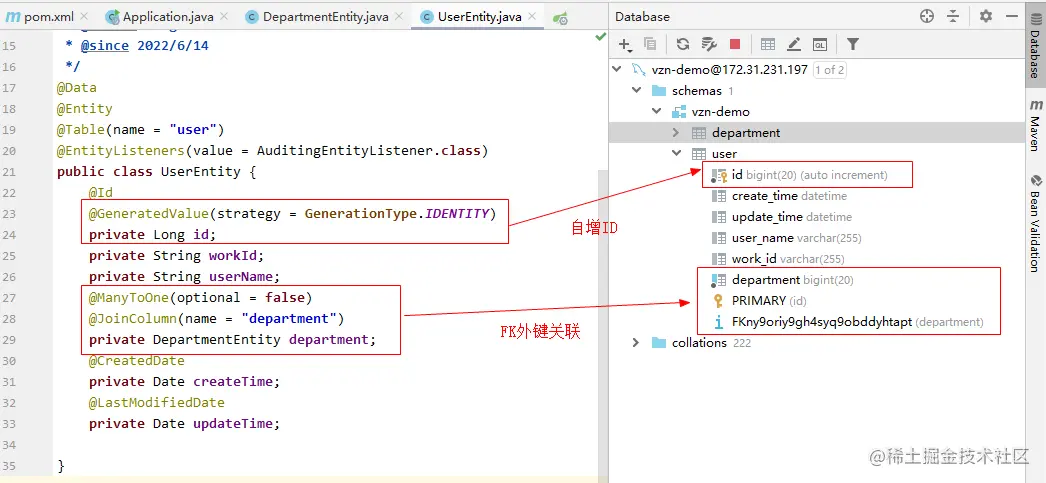 pom.xml
Application.java
DepartmentEntity.java
UserEntity.java
Database
15 * @since 2022/6/14
16 */
17 @Data
18 @Entity
19 @Table(name = "user")
20 @EntityListeners(value = AuditingEntityListener.class)
21 public class UserEntity {
22 @Id
23 @GeneratedValue(strategy = GenerationType.IDENTITY)
24 private Long id;
25 private String workId;
26 private String userName;
27 @ManyToOne(optional = false)
28 @JoinColumn(name = "department")
29 private DepartmentEntity department;
30 @CreatedDate
31 private Date createTime;
32 @LastModifiedDate
33 private Date updateTime;
34
35 }
自增ID
FK外键关联
QL
vzn-demo@172.31.231.197 1 of 2
schemas 1
vzn-demo
department
user
id bigint(20) (auto increment)
create_time datetime
update_time datetime
user_name varchar(255)
work_id varchar(255)
department bigint(20)
PRIMARY (id)
FKny9oriy9gh4syq9obddyhtapt (department)
collations 222
Database
Maven
Bean Validation
@稀土掘金技术社区